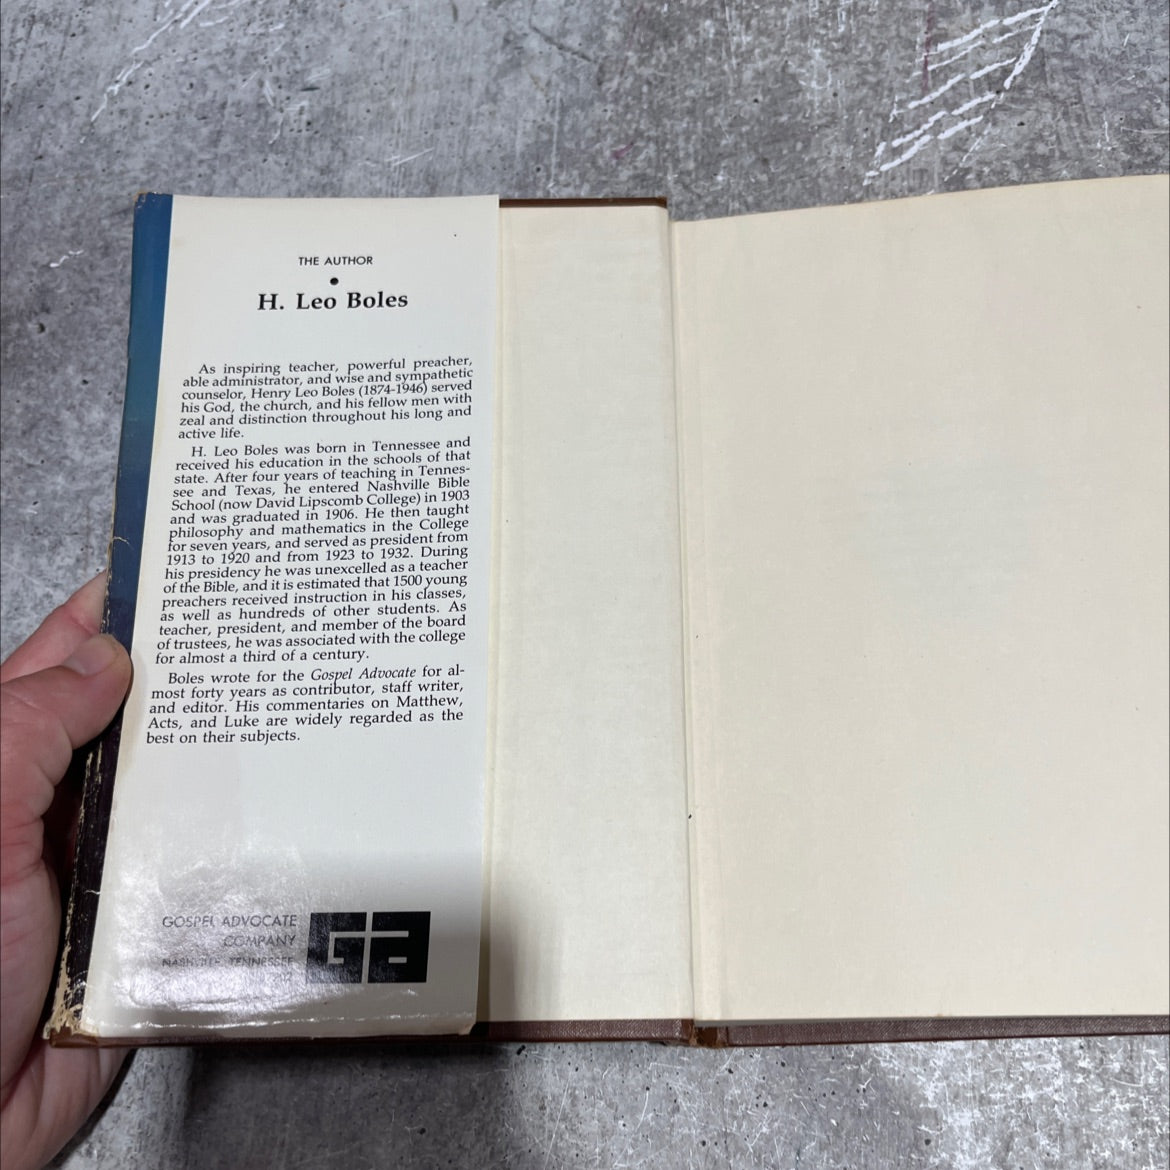 THE AUTHOR
H. Leo Boles
As inspiring teacher, powerful preacher,
able administrator, and wise and sympathetic
counselor, Henry Leo Boles (1874-1946) served
his God, the church, and his fellow men with
zeal and distinction throughout his long and
active life.
H. Leo Boles was born in Tennessee and
received his education in the schools of that
state. After four years of teaching in Tennes-
see and Texas, he entered Nashville Bible
School (now David Lipscomb College) in 1903
and was graduated in 1906. He then taught
philosophy and mathematics in the College
for seven years, and served as president from
1913 to 1920 and from 1923 to 1932. During
his presidency he was unexcelled as a teacher
of the Bible, and it is estimated that 1500 young
preachers received instruction in his classes,
as well as hundreds of other students. As
teacher, president, and member of the board
of trustees, he was associated with the college
for almost a third of a century.
Boles wrote for the Gospel Advocate for al-
most forty years as contributor, staff writer,
and editor. His commentaries on Matthew,
Acts, and Luke are widely regarded as the
best on their subjects.
GOSPEL ADVOCATE
COMPANY
NASHVILLE, TENNESSEE
GA